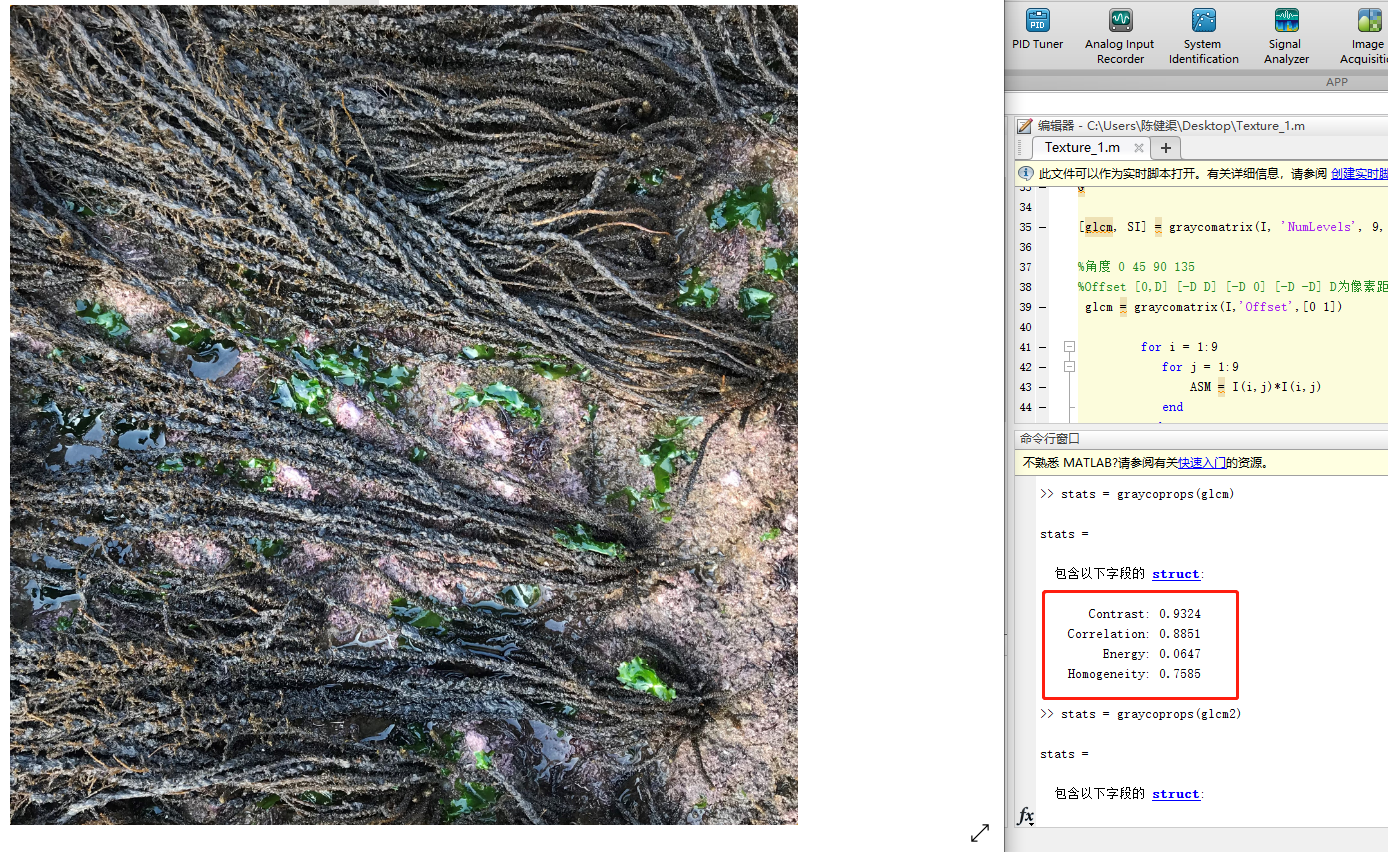 PID
PID Tuner
Analog Input
Recorder
System
Identification
Signal
Analyzer
Image
Acquisiti
APP
编辑器 - C:\Users\陈健渠\Desktop\Texture_1.m
Texture_1.m
此文件可以作为实时脚本打开。有关详细信息，请参阅 创建实时脚
33
34
35 [glcm, SI] = graycomatrix(I, 'NumLevels', 9,
36
37 %角度 0 45 90 135
38 %Offset [0,D] [-D D] [-D 0] [-D -D] D为像素距
39 glcm = graycomatrix(I,'Offset',[0 1])
40
41 for i = 1:9
42 for j = 1:9
43 ASM = I(i,j)*I(i,j)
44 end
命令行窗口
不熟悉 MATLAB?请参阅有关快速入门的资源。
>> stats = graycoprops(glcm)
stats =
包含以下字段的 struct:
Contrast: 0.9324
Correlation: 0.8851
Energy: 0.0647
Homogeneity: 0.7585
>> stats = graycoprops(glcm2)
stats =
包含以下字段的 struct:
fx